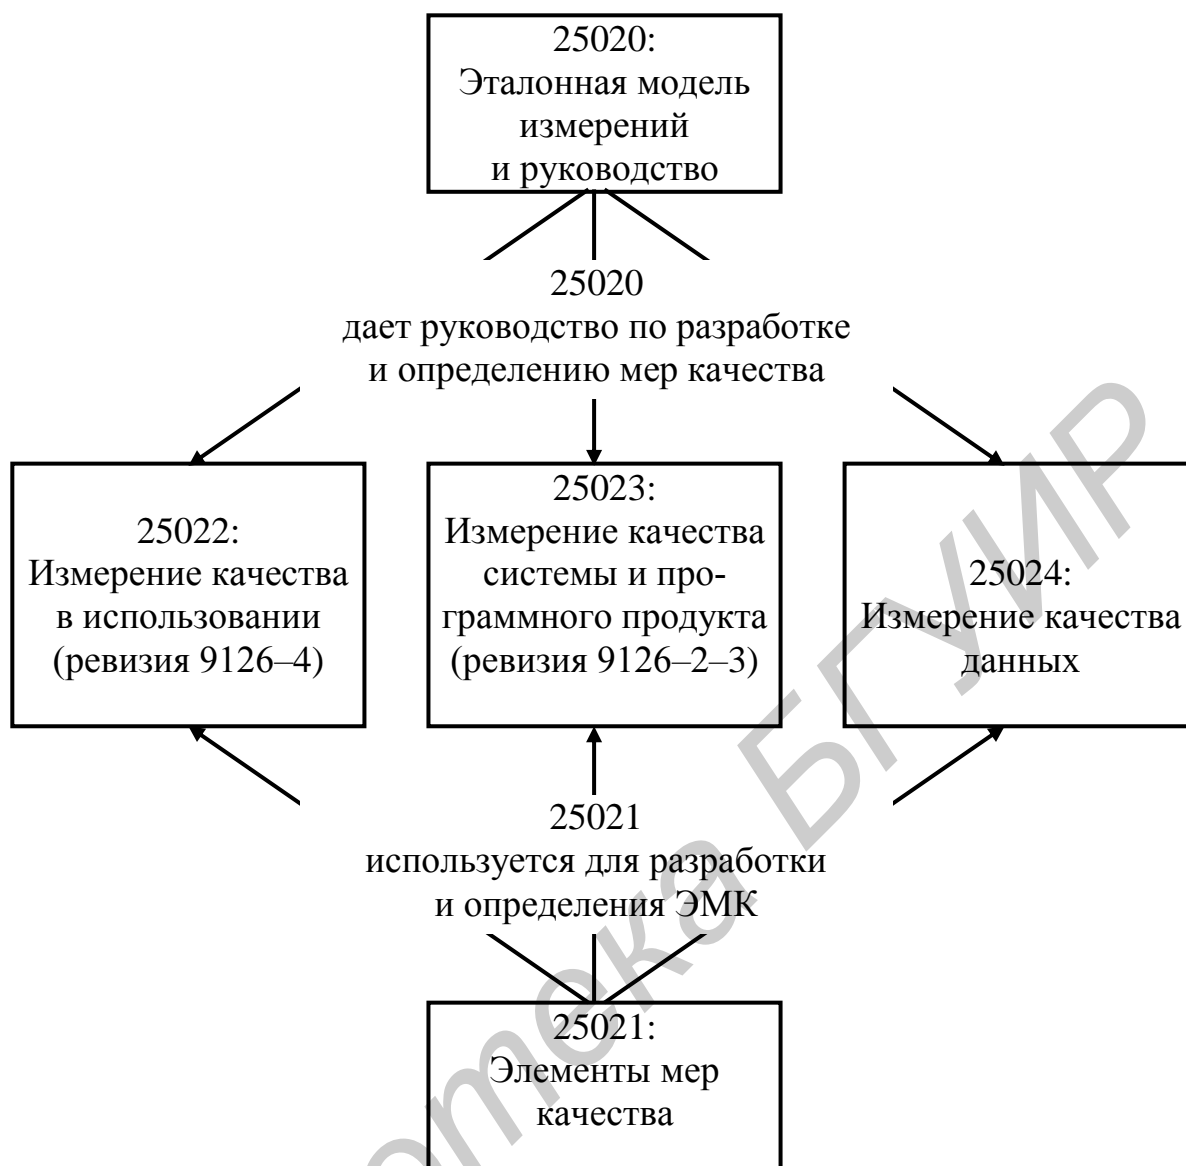 25020:
Эталонная модель
измерений
и руководство
25020
дает руководство по разработке
и определению мер качества
25022:
Измерение качества
в использовании
(ревизия 9126–4)
25023:
Измерение качества
системы и про-
граммного продукта
(ревизия 9126–2–3)
25024:
Измерение качества
данных
25021
используется для разработки
и определения ЭМК
25021:
Элементы мер
качества
отека БГУИР